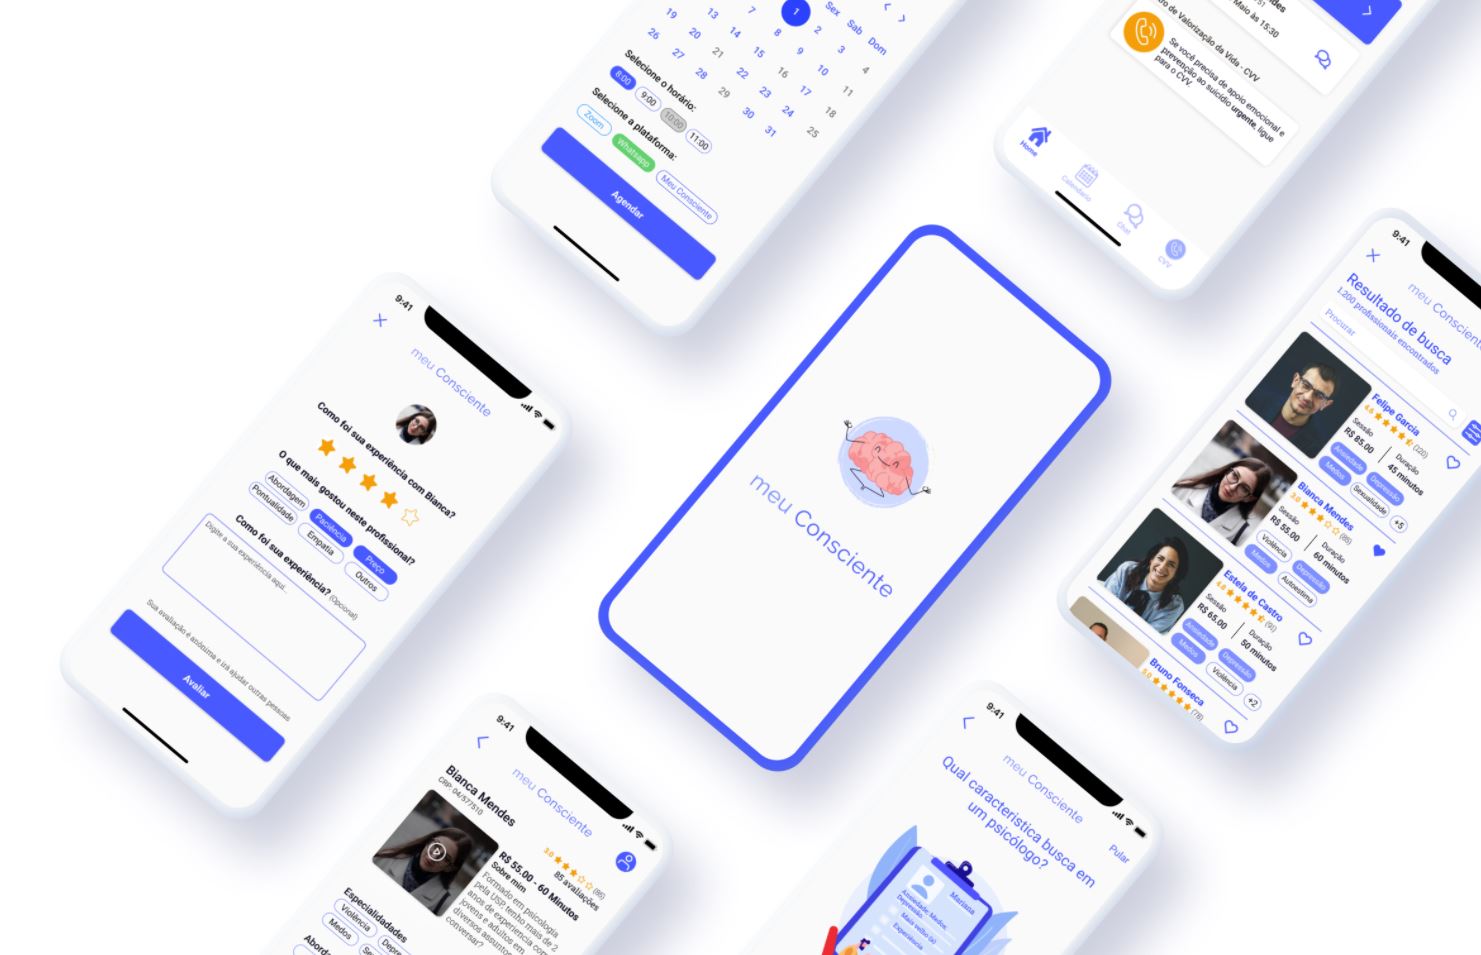 1
Sex
Sab
Dom
7
2
13
8
3
19
14
9
4
20
15
10
26
21
16
11
27
22
17
28
23
18
29
24
25
30
31
Selecione o horário:
8:00
9:00
10:00
11:00
Selecione a plataforma:
Zoom
Whatsapp
Meu Consciente
Agendar
Maio às 15:30
de Valorização da Vida - CVV
Se você precisa de apoio emocional e
prevenção ao suicídio urgente, ligue
para o CVV.
Home
Calendário
Chat
CVV
9:41
meu Consciente
Como foi sua experiência com Bianca?
O que mais gostou neste profissional?
Abordagem
Paciência
Preço
Pontualidade
Empatia
Outros
Como foi sua experiência? (Opcional)
Digite a sua experiência aqui...
Sua avaliação é anônima e irá ajudar outras pessoas
Avaliar
meu Consciente
9:41
meu Consciente
Resultado de busca
1.200 profissionais encontrados
Procurar
Felipe Garcia
4.6
(120)
Sessão
R$ 85.00
Duração
45 minutos
Ansiedade
Depressão
Medos
Sexualidade
+5
Bianca Mendes
3.0
(85)
Sessão
R$ 55.00
Duração
60 minutos
Violência
Depressão
Medos
Autoestima
Estela de Castro
4.6
(91)
Sessão
R$ 65.00
Duração
50 minutos
Ansiedade
Depressão
Medos
Violência
+2
Bruno Fonseca
5.0
(78)
9:41
meu Consciente
Bianca Mendes
CRP: 04/577510
3.0
(85)
85 avaliações
R$ 55.00 - 60 Minutos
Sobre mim
Formado em psicologia
pela USP, tenho mais de 2
anos de experiencia com
jovens e adultos em
diversos assuntos
conversar?
Especialidades
Violência
Depre
Medos
Se
Aborda
9:41
meu Consciente
Pular
Qual característica busca em
um psicólogo?
Mariana
Ansiedade; Medos;
Depressão.
Mais velho (a)
Experiência